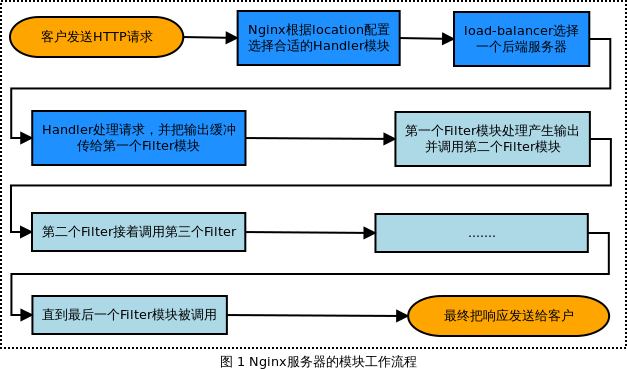 客户发送HTTP请求
Nginx根据location配置
选择合适的Handler模块
load-balancer选择
一个后端服务器
Handler处理请求，并把输出缓冲
传给第一个Filter模块
第一个Filter模块处理产生输出
并调用第二个Filter模块
第二个Filter接着调用第三个Filter
.......
直到最后一个Filter模块被调用
最终把响应发送给客户
图 1 Nginx服务器的模块工作流程